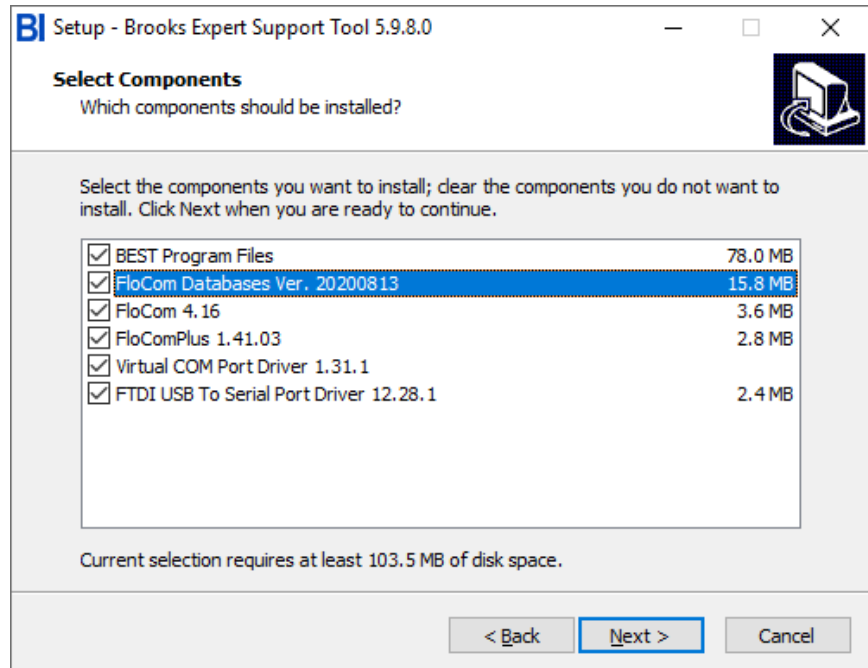 BI Setup - Brooks Expert Support Tool 5.9.8.0
Select Components
Which components should be installed?
Select the components you want to install; clear the components you do not want to
install. Click Next when you are ready to continue.
BEST Program Files 78.0 MB
FloCom Databases Ver. 20200813 15.8 MB
FloCom 4.16 3.6 MB
FloComPlus 1.41.03 2.8 MB
Virtual COM Port Driver 1.31.1
FTDI USB To Serial Port Driver 12.28.1 2.4 MB
Current selection requires at least 103.5 MB of disk space.
< Back Next > Cancel